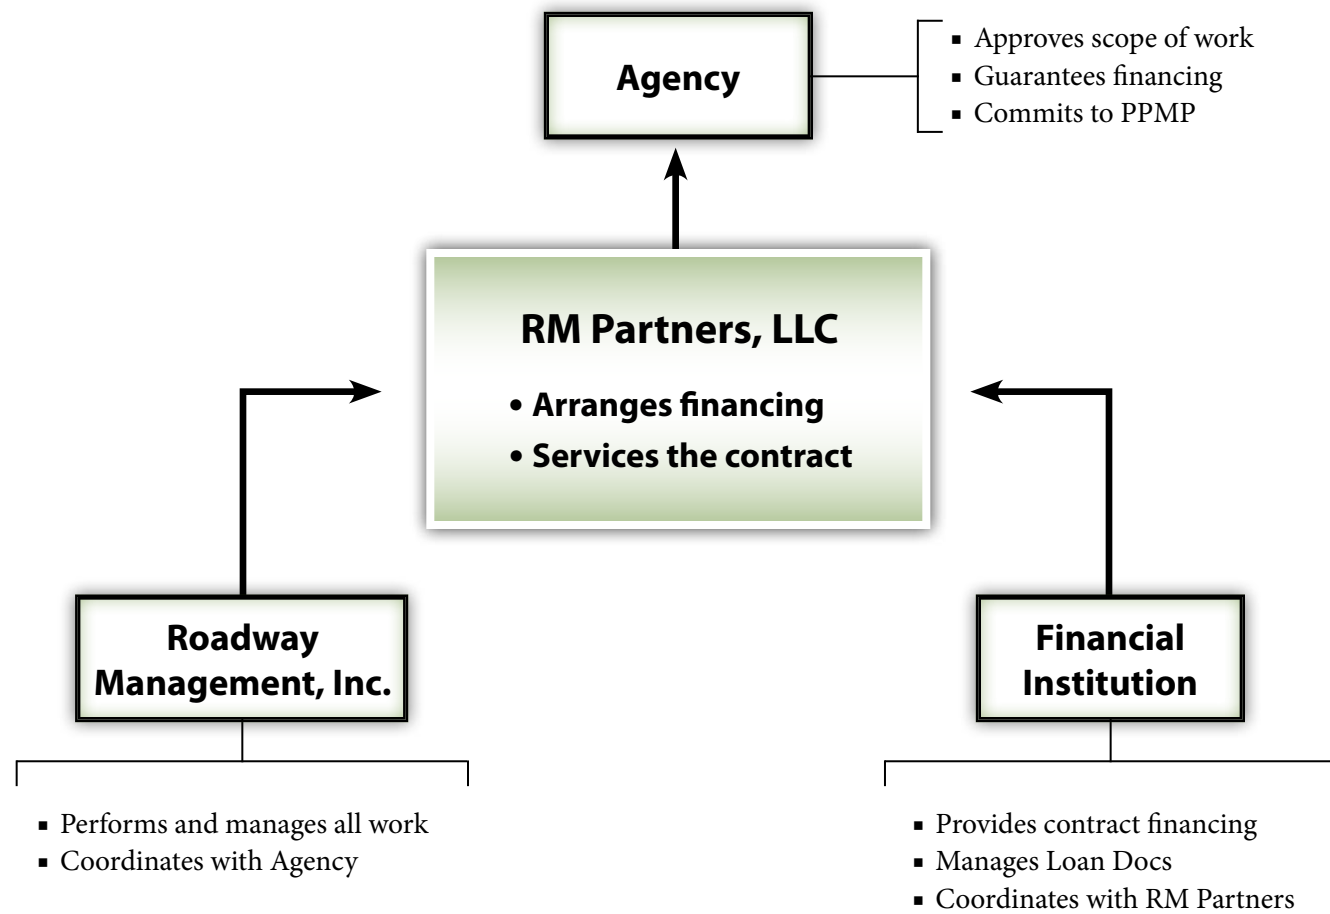 Agency
▪ Approves scope of work
▪ Guarantees financing
▪ Commits to PPMP
RM Partners, LLC
• Arranges financing
• Services the contract
Roadway
Management, Inc.
Financial
Institution
▪ Performs and manages all work
▪ Coordinates with Agency
▪ Provides contract financing
▪ Manages Loan Docs
▪ Coordinates with RM Partners